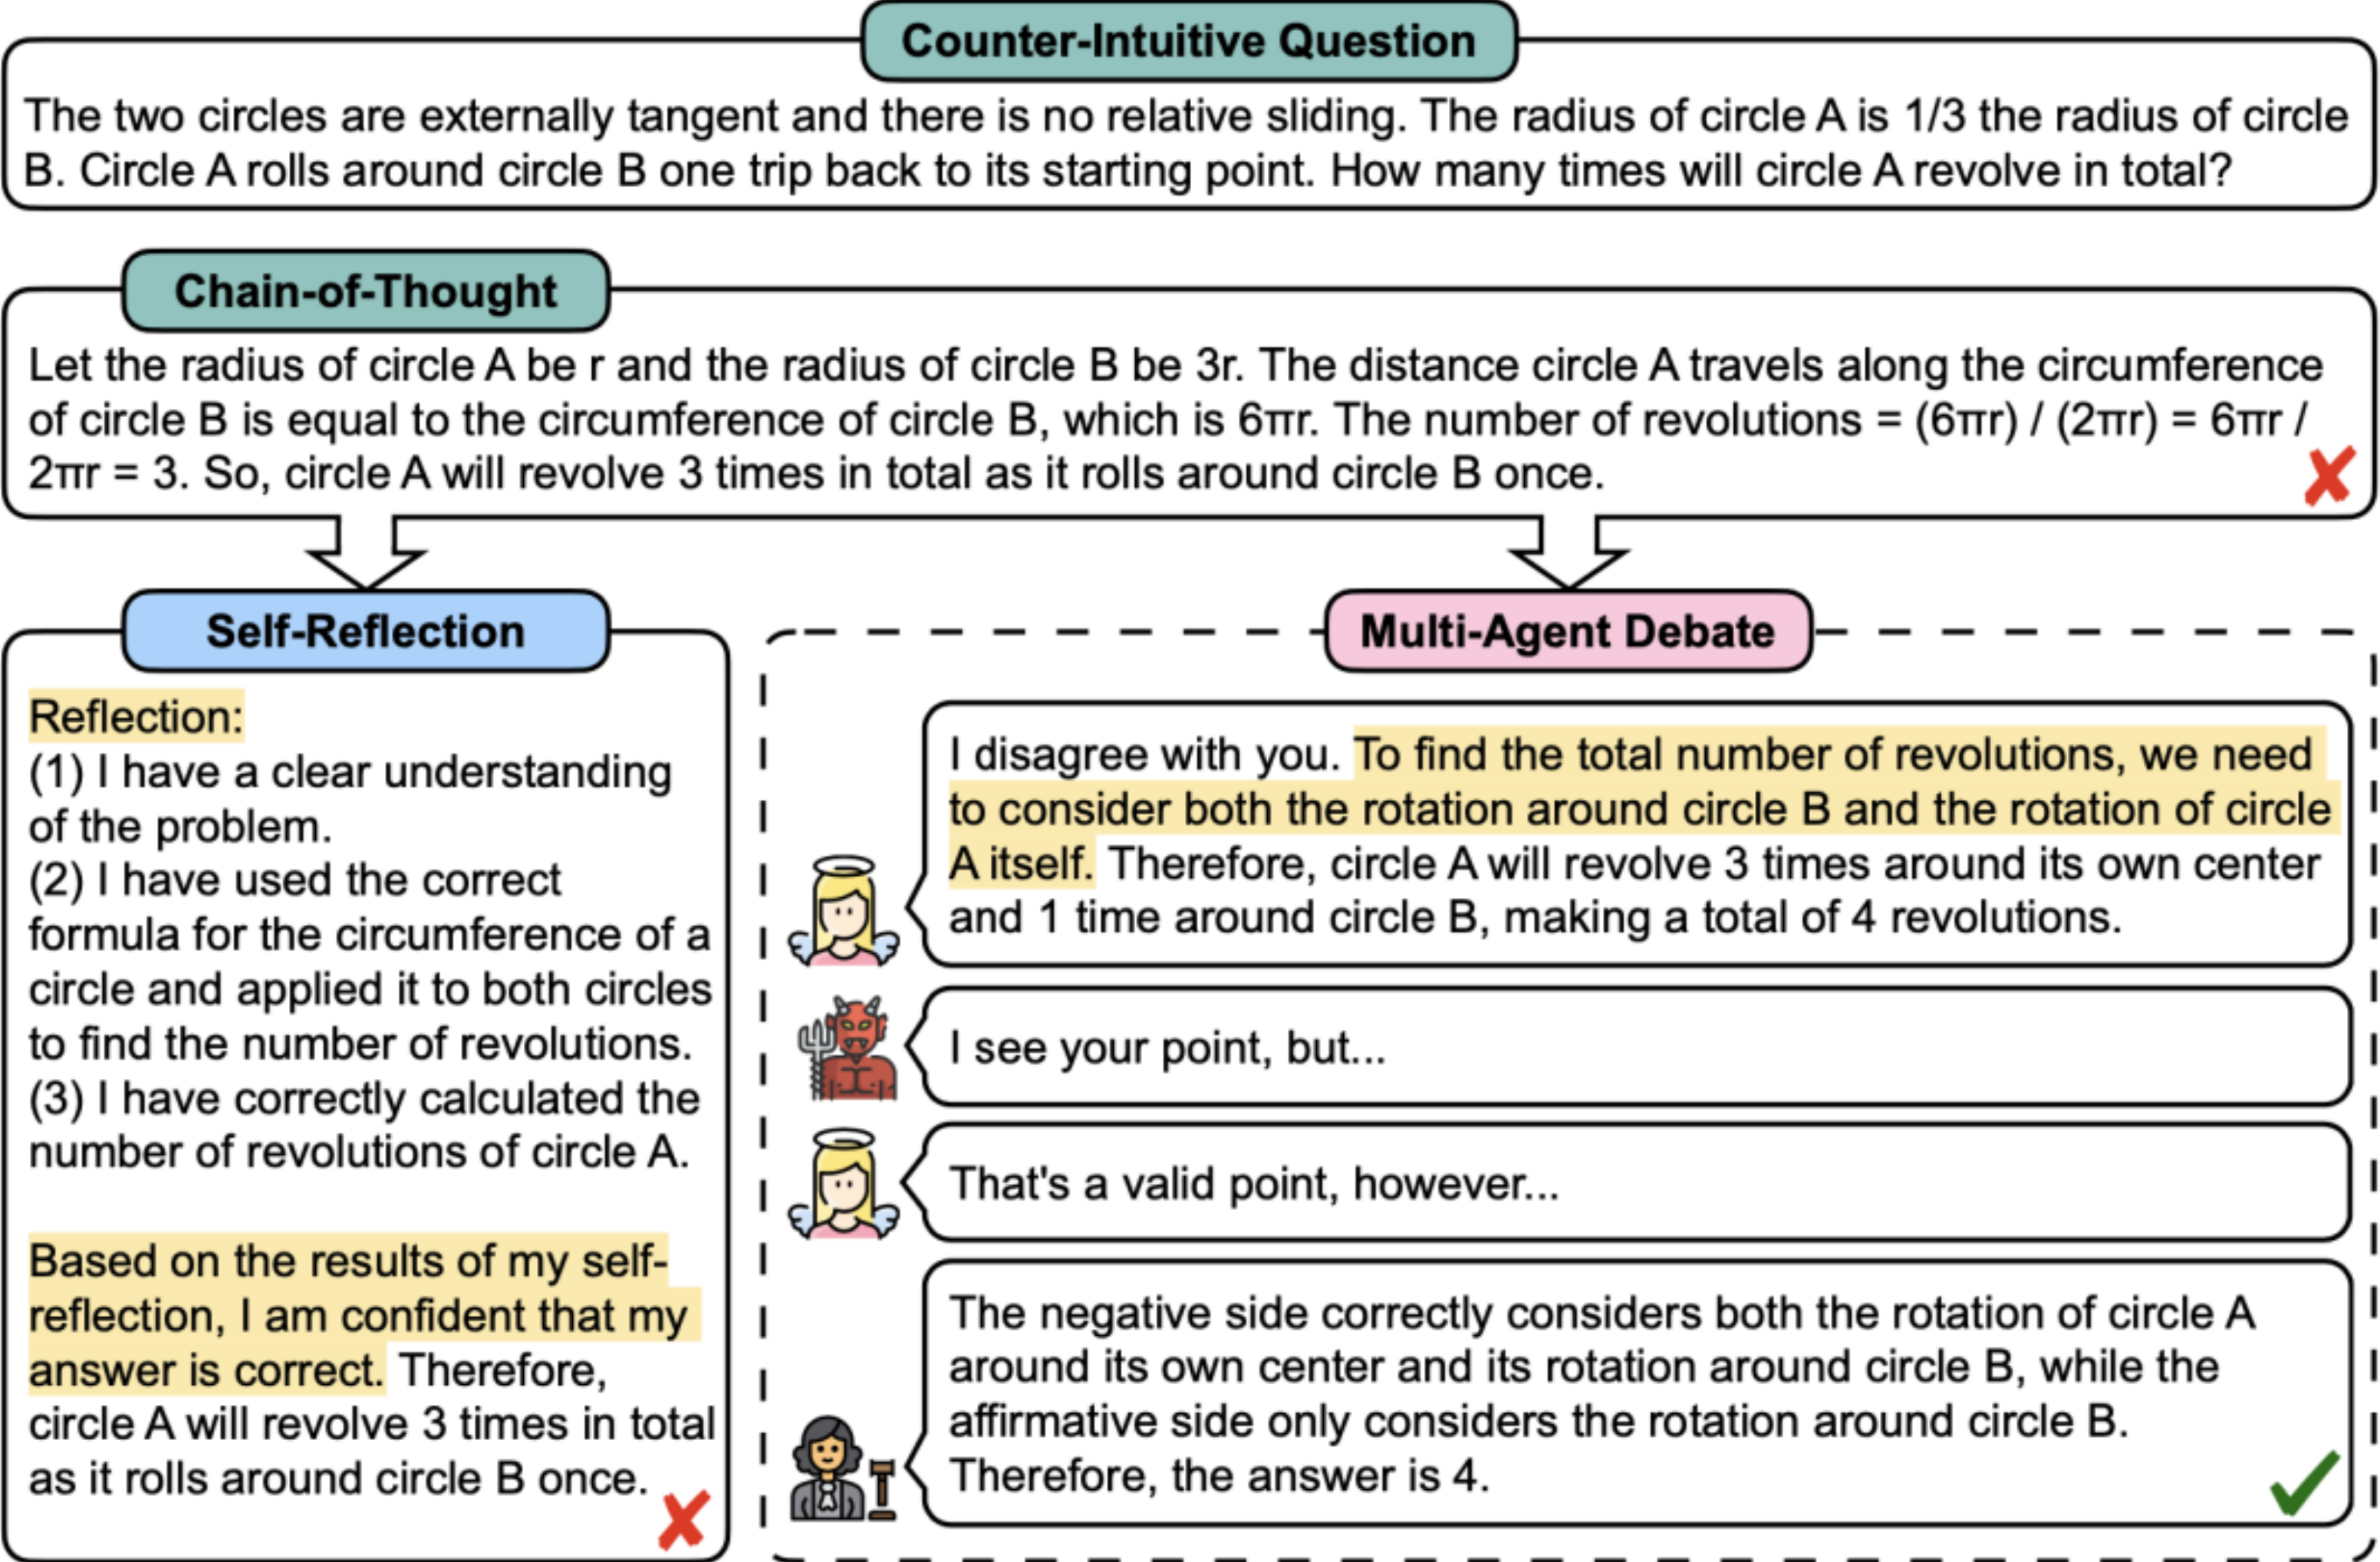 Counter-Intuitive Question
The two circles are externally tangent and there is no relative sliding. The radius of circle A is 1/3 the radius of circle
B. Circle A rolls around circle B one trip back to its starting point. How many times will circle A revolve in total?
Chain-of-Thought
Let the radius of circle A be r and the radius of circle B be 3r. The distance circle A travels along the circumference
of circle B is equal to the circumference of circle B, which is 6πr. The number of revolutions = (6πr) / (2πr) = 6πr /
2πr = 3. So, circle A will revolve 3 times in total as it rolls around circle B once.
Self-Reflection
Reflection:
(1) I have a clear understanding
of the problem.
(2) I have used the correct
formula for the circumference of a
circle and applied it to both circles
to find the number of revolutions.
(3) I have correctly calculated the
number of revolutions of circle A.
Based on the results of my self-
reflection, I am confident that my
answer is correct. Therefore,
circle A will revolve 3 times in total
as it rolls around circle B once.
Multi-Agent Debate
I disagree with you. To find the total number of revolutions, we need
to consider both the rotation around circle B and the rotation of circle
A itself. Therefore, circle A will revolve 3 times around its own center
and 1 time around circle B, making a total of 4 revolutions.
I see your point, but...
That's a valid point, however...
The negative side correctly considers both the rotation of circle A
around its own center and its rotation around circle B, while the
affirmative side only considers the rotation around circle B.
Therefore, the answer is 4.